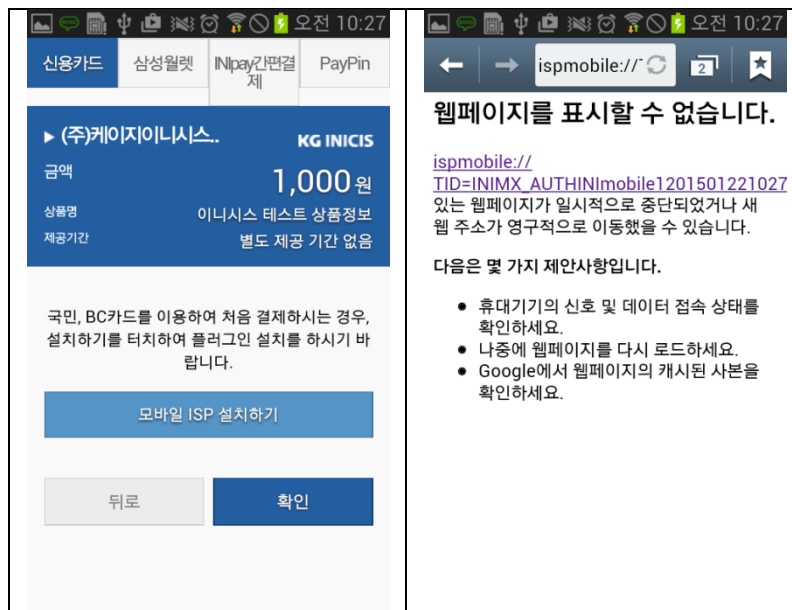 오전 10:27
신용카드
삼성월렛
INIpay간편결
제
PayPin
▶ (주)케이지이니시스..
KG INICIS
금액
1,000원
상품명
이니시스 테스트 상품정보
제공기간
별도 제공 기간 없음
국민, BC카드를 이용하여 처음 결제하시는 경우,
설치하기를 터치하여 플러그인 설치를 하시기 바
랍니다.
모바일 ISP 설치하기
뒤로
확인
오전 10:27
ispmobile://
2
웹페이지를 표시할 수 없습니다.
ispmobile://
TID=INIMX_AUTHINImobile1201501221027
있는 웹페이지가 일시적으로 중단되었거나 새
웹 주소가 영구적으로 이동했을 수 있습니다.
다음은 몇 가지 제안사항입니다.
● 휴대기기의 신호 및 데이터 접속 상태를
확인하세요.
● 나중에 웹페이지를 다시 로드하세요.
● Google에서 웹페이지의 캐시된 사본을
확인하세요.